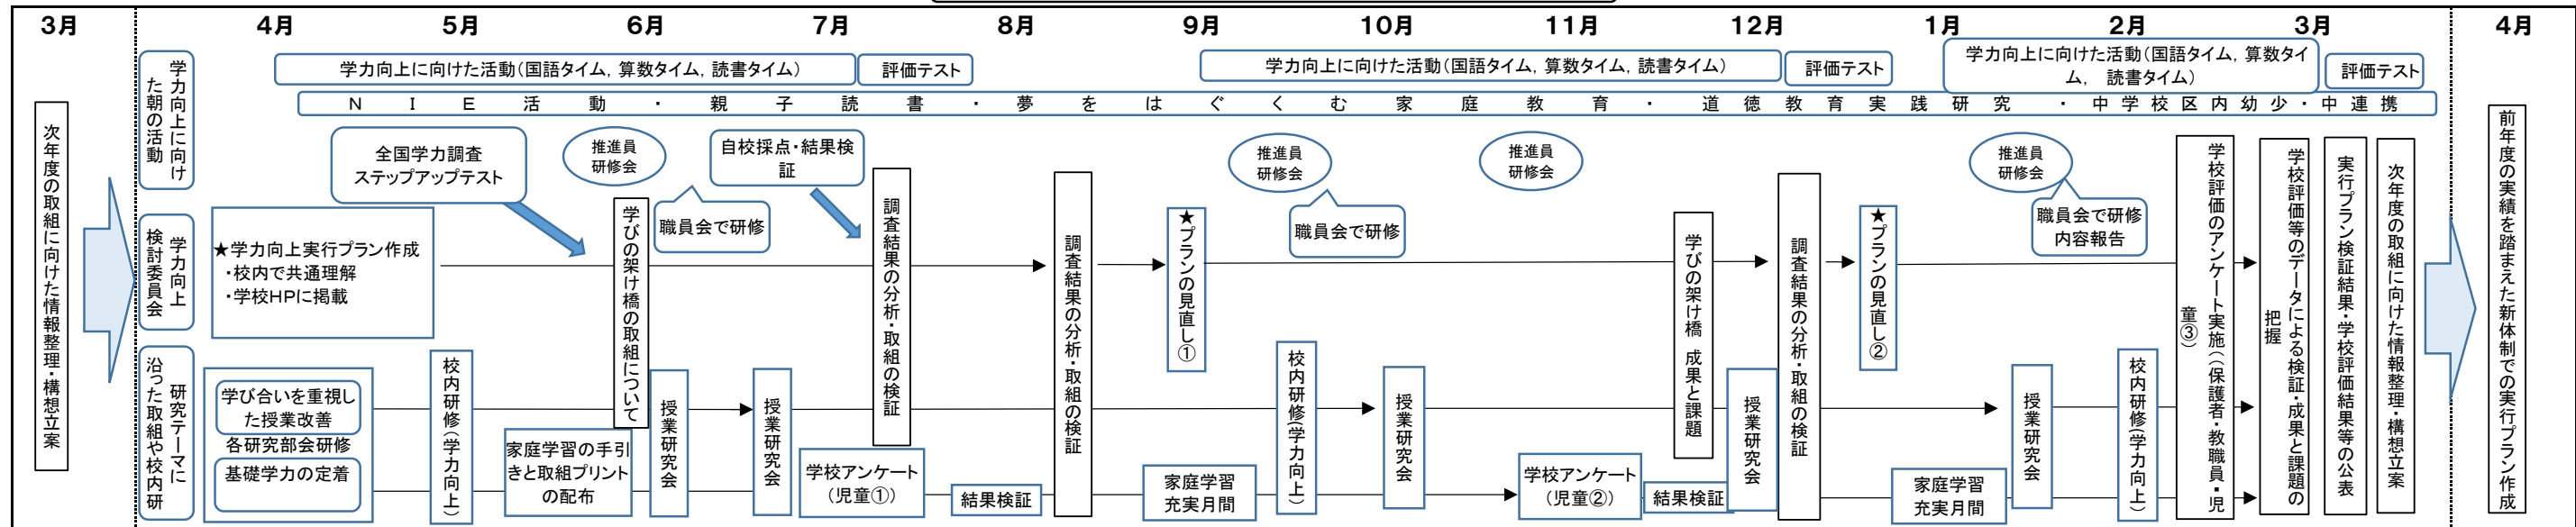 3月
4月
5月
6月
7月
8月
9月
10月
11月
12月
1月
2月
3月
4月
次年度の取組に向けた情報整理・構想立案
学力向上に向け
た朝の活動
学力向上に向けた活動(国語タイム,算数タイム,読書タイム)
評価テスト
学力向上に向けた活動(国語タイム,算数タイム,読書タイム)
評価テスト
学力向上に向けた活動(国語タイム,算数タイ
ム, 読書タイム)
評価テスト
NIE活動・親子読書・夢をはぐくむ家庭教育・道徳教育実践研究・中学校区内幼少・中連携
学力向上
検討委員会
★学力向上実行プラン作成
・校内で共通理解
・学校HPに掲載
全国学力調査
ステップアップテスト
推進員
研修会
職員会で研修
学びの架け橋の取組について
自校採点・結果検
証
調査結果の分析・取組の検証
調査結果の分析・取組の検証
★プランの見直し①
推進員
研修会
職員会で研修
推進員
研修会
学びの架け橋 成果と課題
調査結果の分析・取組の検証
★プランの見直し②
推進員
研修会
職員会で研修
内容報告
学校評価のアンケート実施((保護者・教職員・児
童③)
学校評価等のデータによる検証・成果と課題の
把握
実行プラン検証結果・学校評価結果等の公表
次年度の取組に向けた情報整理・構想立案
前年度の実績を踏まえた新体制での実行プラン作成
研究テーマに
沿った取組や校内研
学び合いを重視し
た授業改善
各研究部会研修
基礎学力の定着
校内研修(学力向上)
家庭学習の手引
きと取組プリント
の配布
授業研究会
授業研究会
学校アンケート
(児童①)
結果検証
家庭学習
充実月間
校内研修(学力向上)
授業研究会
学校アンケート
(児童②)
結果検証
授業研究会
家庭学習
充実月間
授業研究会
校内研修(学力向上)